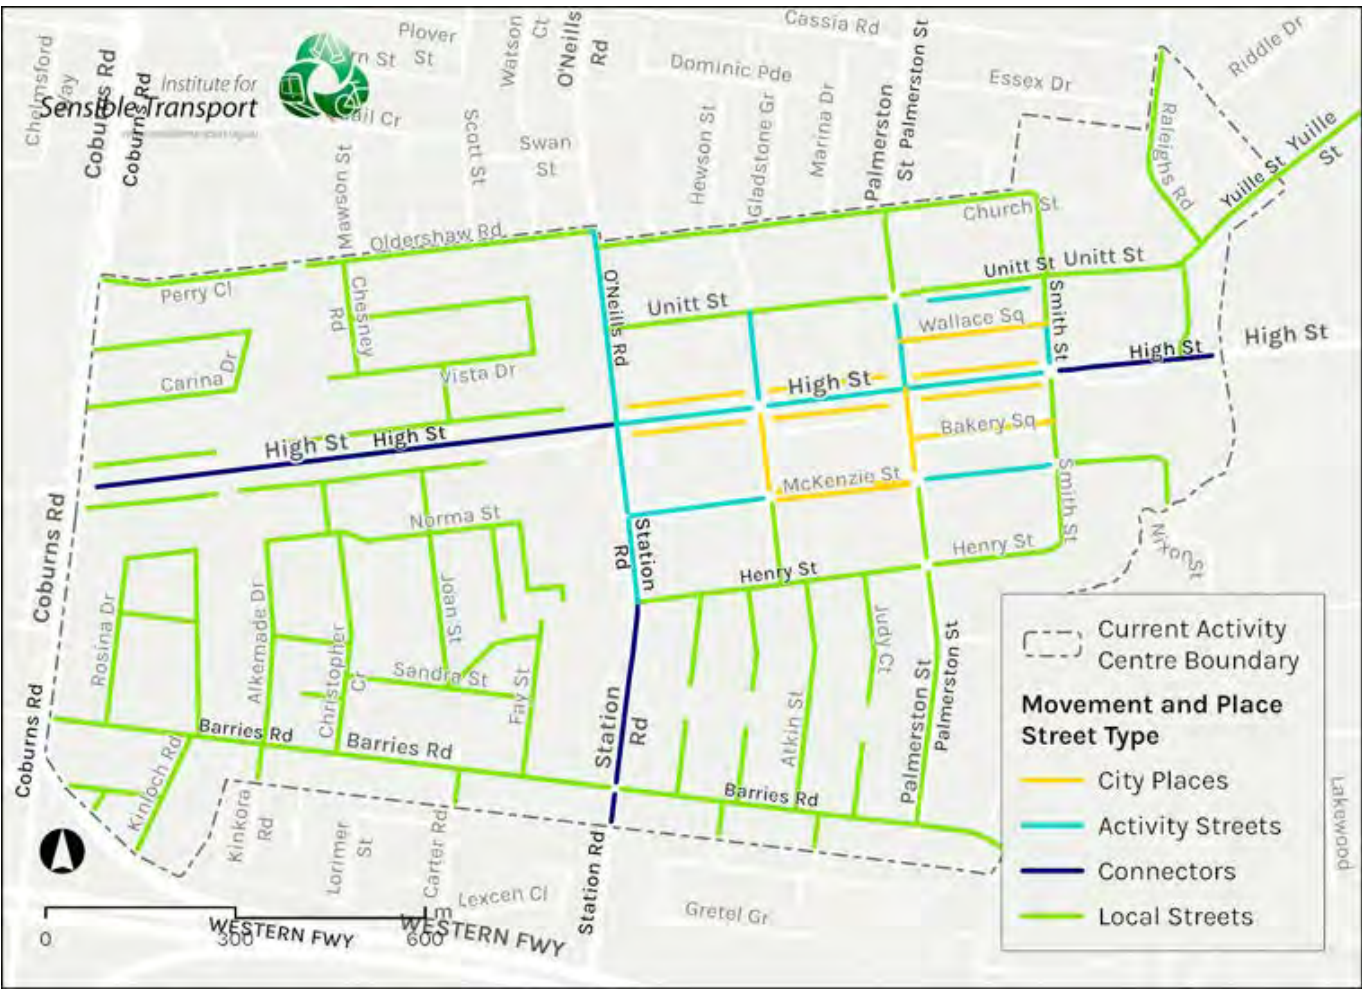 Chelmsford
Way
Coburns Rd
Coburns Rd
Institute for
Sensible Transport
Plover
St
Watson
Ct
O'Neills
Rd
Cassia Rd
Palmerston St
Palmerston
St
Riddle Dr
rn St
Dominic Pde
Essex Dr
ail Cr
Scott St
Swan
St
Hewson St
Gladstone Gr
Marna Dr
Raleighs Rd
Yuille St
Yuille
St
Mawson St
Oldershaw Rd
Church St
Perry Cl
Chesney
Rd
O'Neills Rd
Unitt St
Unitt St
Unitt St
Wallace Sq
Smith St
High St
High St
Carina Dr
Vista Dr
High St
High St
High St
Bakery Sq
McKenzie St
Smith St
Coburns Rd
Norma St
Station
Rd
Henry St
Henry St
Nixon St
Rosina Dr
Alkemade Dr
Christopher
Cr
Joan St
Sandra St
Fay St
Judy Ct
Atkin St
Palmerston St
Palmerston St
Station
Rd
Coburns Rd
Kinloch Rd
Barries Rd
Barries Rd
Barries Rd
Kinkora
Rd
Lorimer
St
Carter Rd
Lexcen Cl
Station Rd
Gretel Gr
Lakewood
Current Activity
Centre Boundary
Movement and Place
Street Type
City Places
Activity Streets
Connectors
Local Streets
m
0
300
600
WESTERN FWY
WESTERN FWY